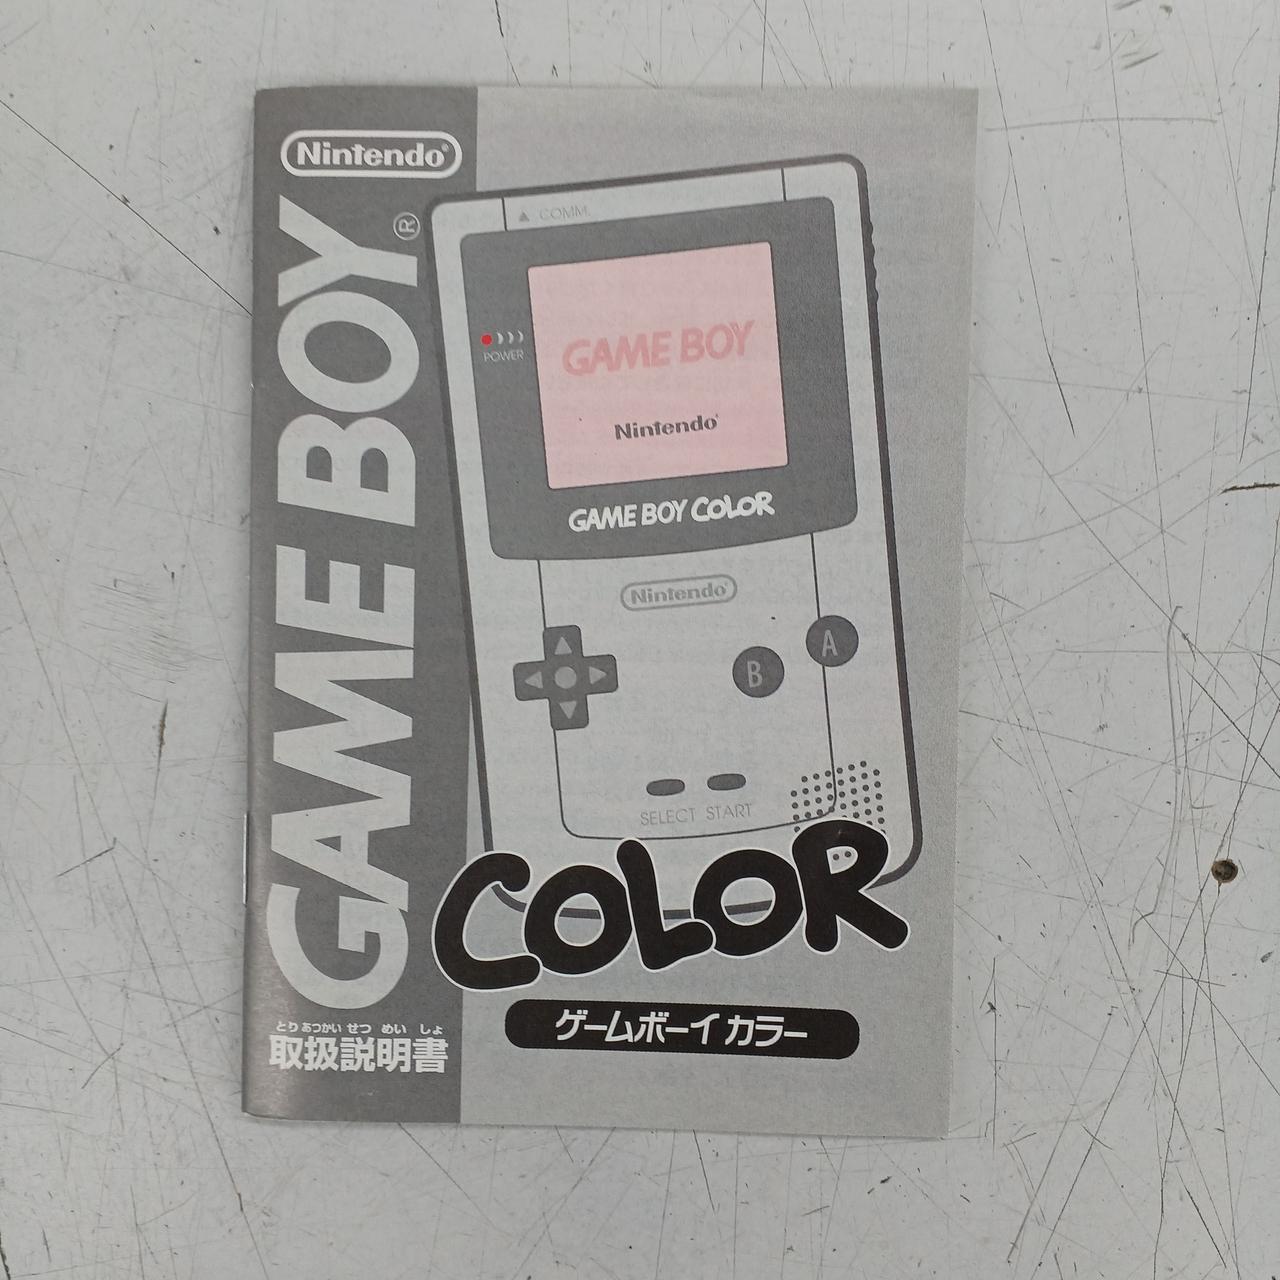 Nintendo®
GAME BOY®
▲ COMM.
POWER
GAME BOY
Nintendo®
GAME BOY COLOR
Nintendo®
A
B
SELECT START
COLOR
ゲームボーイカラー
とりあつかい せつ めい しょ
取扱説明書